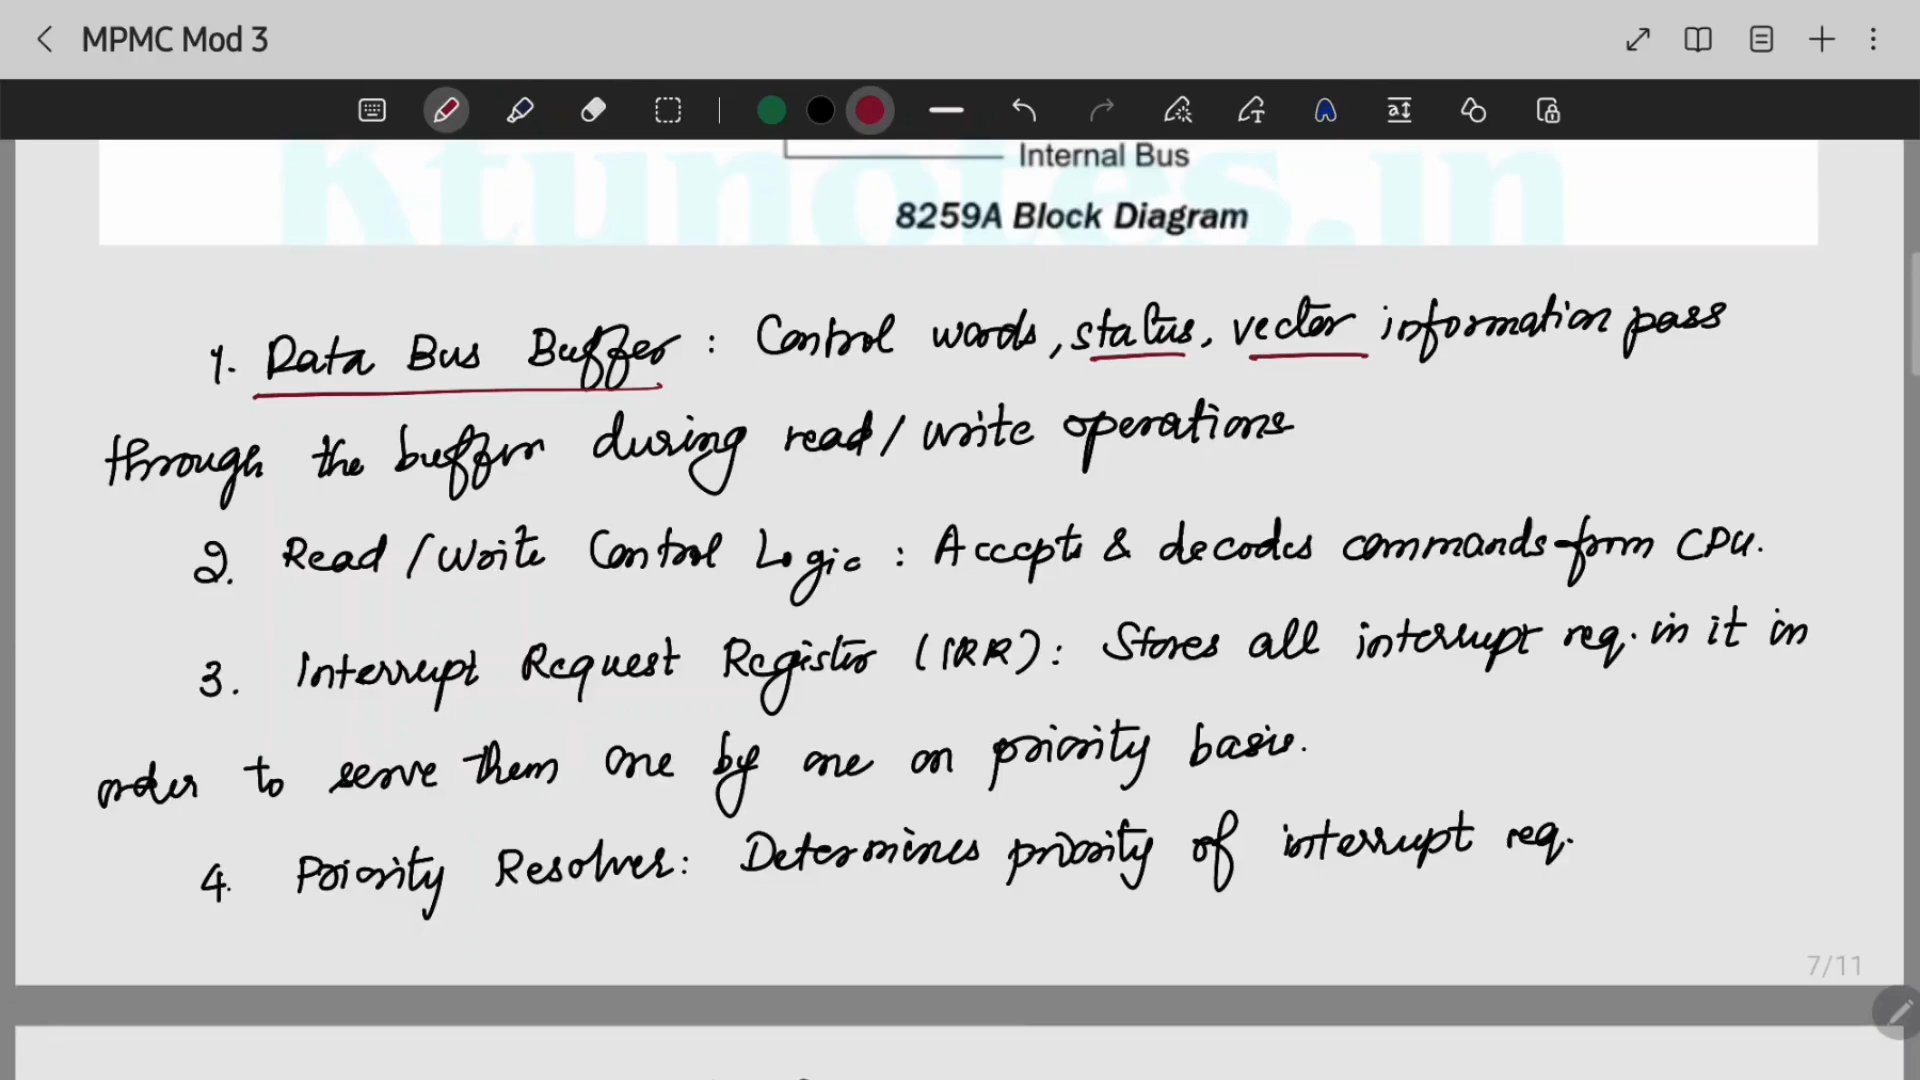 MPMC Mod 3
Internal Bus
Ktunotes.in
8259A Block Diagram
1. Data Bus Buffer : Control words, status, vector information pass
through the buffer during read/write operations
2. Read/Write Control Logic : Accepts & decodes commands from CPU.
3. Interrupt Request Register (IRR): Stores all interrupt req. in it in
order to serve them one by one on priority basis.
4. Priority Resolver: Determines priority of interrupt req.
7/11